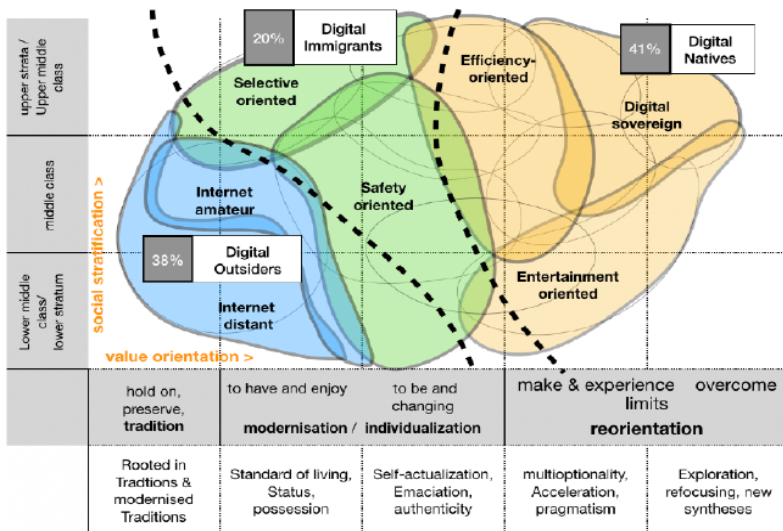 upper strata /
Upper middle
class
middle class
Lower middle
class/
lower stratum
social stratification >
value orientation >
20%
Digital
Immigrants
41%
Digital
Natives
38%
Digital
Outsiders
Selective
oriented
Efficiency-
oriented
Digital
sovereign
Internet
amateur
Safety
oriented
Internet
distant
Entertainment
oriented
hold on,
preserve,
tradition
to have and enjoy
to be and
changing
modernisation / individualization
make & experience overcome
limits
reorientation
Rooted in
Tradtions &
modernised
Traditions
Standard of living,
Status,
possession
Self-actualization,
Emaciation,
authenticity
multioptionality,
Acceleration,
pragmatism
Exploration,
refocusing, new
syntheses